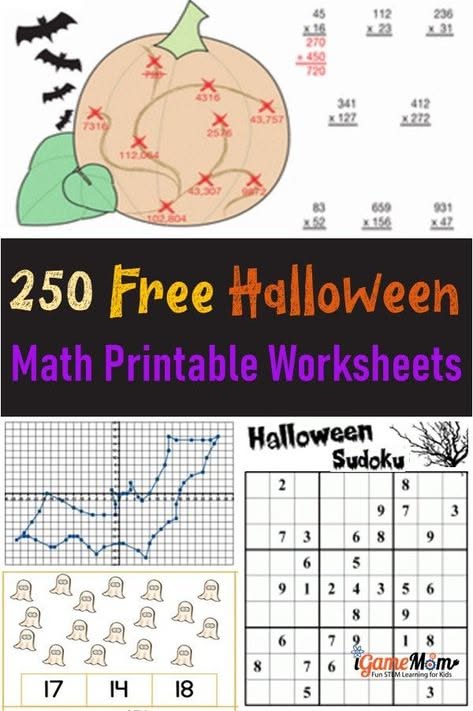 45 112 236
x 16 x 23 x 31
270
+ 450
720
341 412
x 127 x 272
83 659 931
x 52 x 156 x 47
4316
7316
2576
43,757
112,064
43,307
102,804
250 Free Halloween
Math Printable Worksheets
Halloween
Sudoku
2 8
9 7 3
7 3 6 8 9
6 5
9 1 2 4 3 5 6
8 9
6 7 9 1 8
8 7 6
5 3
17 14 18
iGameMom
Fun STEM Learning for Kids